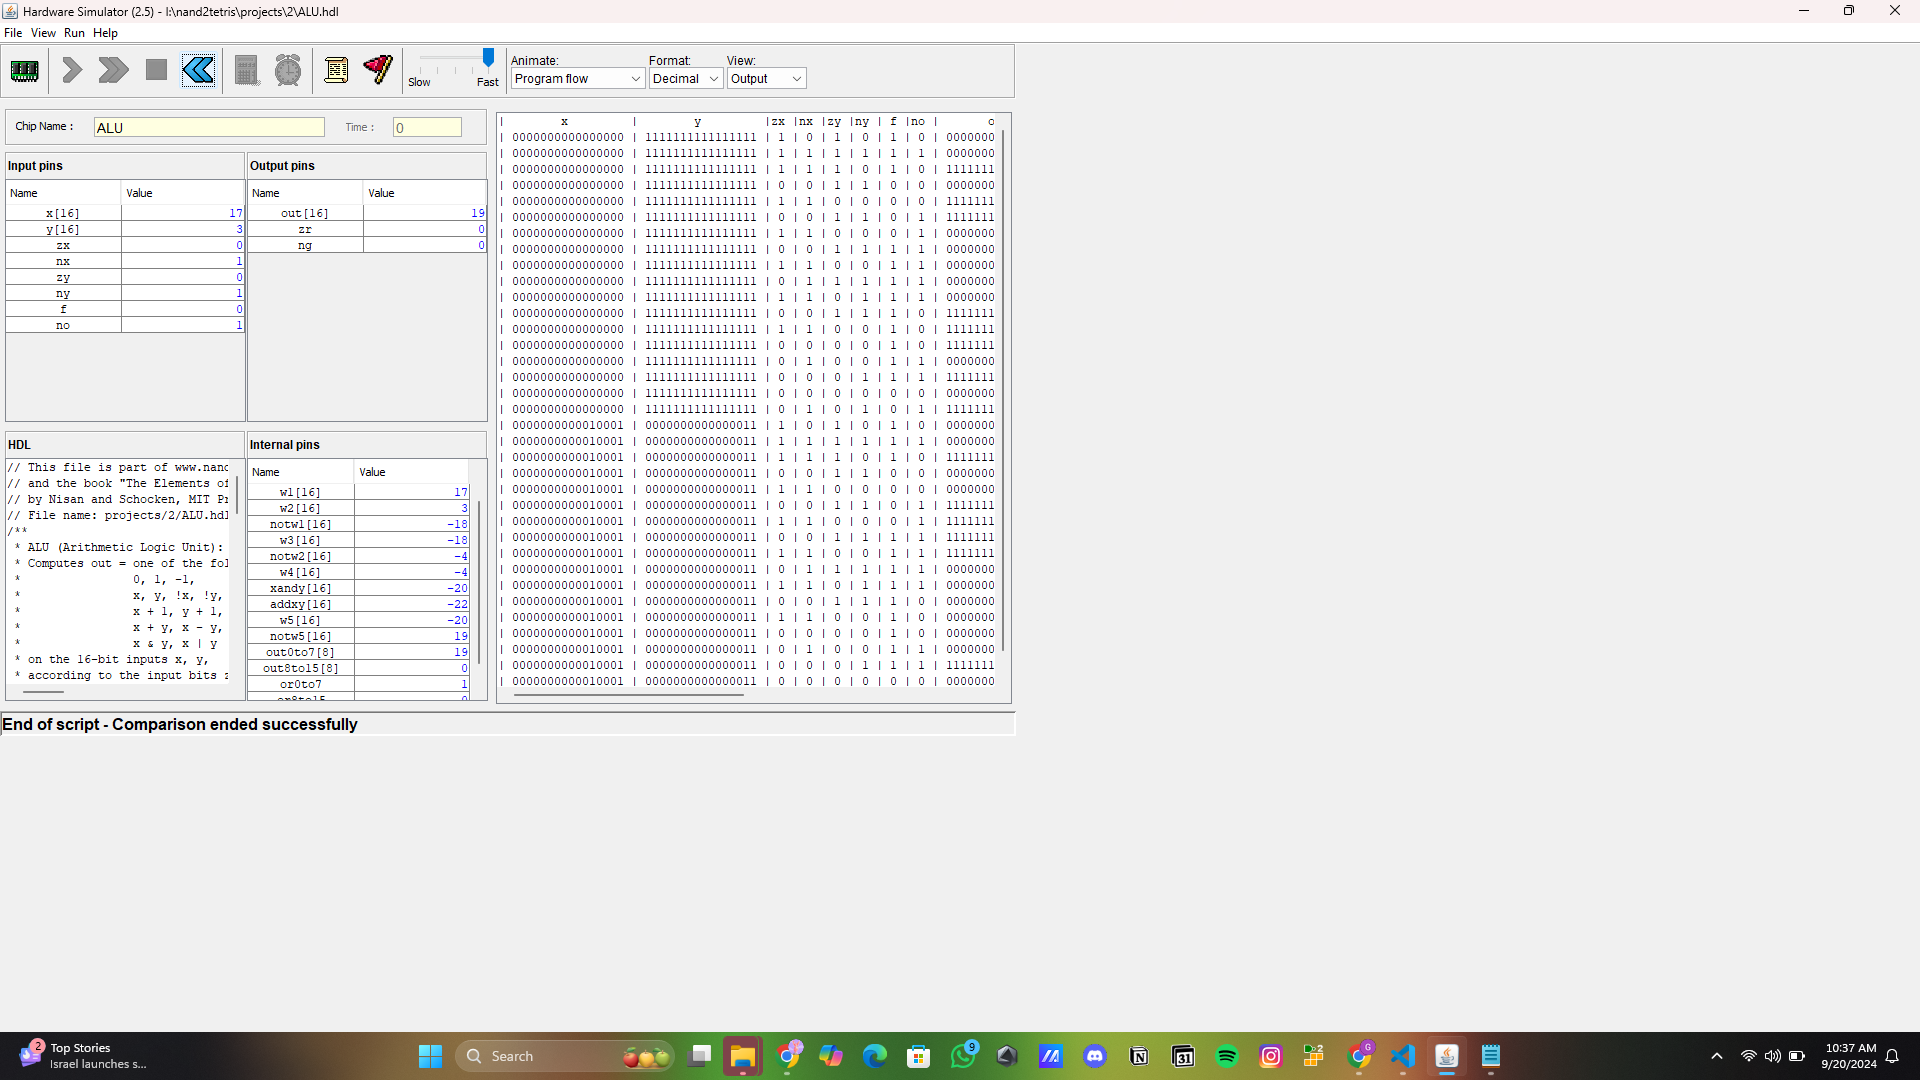 Hardware Simulator (2.5) - I:\nand2tetris\projects\2\ALU.hdl
File View Run Help
Slow Fast
Animate: Format: View:
Program flow Decimal Output
Chip Name : ALU Time : 0
Input pins
Name Value
x[16] 17
y[16] 3
zx 0
nx 1
zy 0
ny 1
f 0
no 1
Output pins
Name Value
out[16] 19
zr 0
ng 0
HDL
// This file is part of www.nand
// and the book "The Elements of
// by Nisan and Schocken, MIT Pr
// File name: projects/2/ALU.hdl
/**
* ALU (Arithmetic Logic Unit):
* Computes out = one of the fol
* 0, 1, -1,
* x, y, !x, !y,
* x + 1, y + 1,
* x + y, x - y,
* x & y, x | y
* on the 16-bit inputs x, y,
* according to the input bits z
Internal pins
Name Value
w1[16] 17
w2[16] 3
notw1[16] -18
w3[16] -18
notw2[16] -4
w4[16] -4
xandy[16] -20
addxy[16] -22
w5[16] -20
notw5[16] 19
out0to7[8] 19
out8to15[8] 0
or0to7 1
or8to15 0
| x | y |zx |nx |zy |ny | f |no | o
| 0000000000000000 | 1111111111111111 | 1 | 0 | 1 | 0 | 1 | 0 | 0000000
| 0000000000000000 | 1111111111111111 | 1 | 1 | 1 | 1 | 1 | 1 | 0000000
| 0000000000000000 | 1111111111111111 | 1 | 1 | 1 | 0 | 1 | 0 | 1111111
| 0000000000000000 | 1111111111111111 | 0 | 0 | 1 | 1 | 0 | 0 | 0000000
| 0000000000000000 | 1111111111111111 | 1 | 1 | 0 | 0 | 0 | 0 | 1111111
| 0000000000000000 | 1111111111111111 | 0 | 0 | 1 | 1 | 0 | 1 | 1111111
| 0000000000000000 | 1111111111111111 | 1 | 1 | 0 | 0 | 0 | 1 | 0000000
| 0000000000000000 | 1111111111111111 | 0 | 0 | 1 | 1 | 1 | 1 | 0000000
| 0000000000000000 | 1111111111111111 | 1 | 1 | 0 | 0 | 1 | 1 | 0000000
| 0000000000000000 | 1111111111111111 | 0 | 1 | 1 | 1 | 1 | 1 | 0000000
| 0000000000000000 | 1111111111111111 | 1 | 1 | 0 | 1 | 1 | 1 | 0000000
| 0000000000000000 | 1111111111111111 | 0 | 0 | 1 | 1 | 1 | 0 | 1111111
| 0000000000000000 | 1111111111111111 | 1 | 1 | 0 | 0 | 1 | 0 | 1111111
| 0000000000000000 | 1111111111111111 | 0 | 0 | 0 | 0 | 1 | 0 | 1111111
| 0000000000000000 | 1111111111111111 | 0 | 1 | 0 | 0 | 1 | 1 | 0000000
| 0000000000000000 | 1111111111111111 | 0 | 0 | 0 | 1 | 1 | 1 | 1111111
| 0000000000000000 | 1111111111111111 | 0 | 0 | 0 | 0 | 0 | 0 | 0000000
| 0000000000000000 | 1111111111111111 | 0 | 1 | 0 | 1 | 0 | 1 | 1111111
| 0000000000010001 | 0000000000000011 | 1 | 0 | 1 | 0 | 1 | 0 | 0000000
| 0000000000010001 | 0000000000000011 | 1 | 1 | 1 | 1 | 1 | 1 | 0000000
| 0000000000010001 | 0000000000000011 | 1 | 1 | 1 | 0 | 1 | 0 | 1111111
| 0000000000010001 | 0000000000000011 | 0 | 0 | 1 | 1 | 0 | 0 | 0000000
| 0000000000010001 | 0000000000000011 | 1 | 1 | 0 | 0 | 0 | 0 | 0000000
| 0000000000010001 | 0000000000000011 | 0 | 0 | 1 | 1 | 0 | 1 | 1111111
| 0000000000010001 | 0000000000000011 | 1 | 1 | 0 | 0 | 0 | 1 | 1111111
| 0000000000010001 | 0000000000000011 | 0 | 0 | 1 | 1 | 1 | 1 | 1111111
| 0000000000010001 | 0000000000000011 | 1 | 1 | 0 | 0 | 1 | 1 | 1111111
| 0000000000010001 | 0000000000000011 | 0 | 1 | 1 | 1 | 1 | 1 | 0000000
| 0000000000010001 | 0000000000000011 | 1 | 1 | 0 | 1 | 1 | 1 | 0000000
| 0000000000010001 | 0000000000000011 | 0 | 0 | 1 | 1 | 1 | 0 | 0000000
| 0000000000010001 | 0000000000000011 | 1 | 1 | 0 | 0 | 1 | 0 | 0000000
| 0000000000010001 | 0000000000000011 | 0 | 0 | 0 | 0 | 1 | 0 | 0000000
| 0000000000010001 | 0000000000000011 | 0 | 1 | 0 | 0 | 1 | 1 | 0000000
| 0000000000010001 | 0000000000000011 | 0 | 0 | 0 | 1 | 1 | 1 | 1111111
| 0000000000010001 | 0000000000000011 | 0 | 0 | 0 | 0 | 0 | 0 | 0000000
End of script - Comparison ended successfully
2 Top Stories
Israel launches s...
Search
9
31
2
G
10:37 AM
9/20/2024